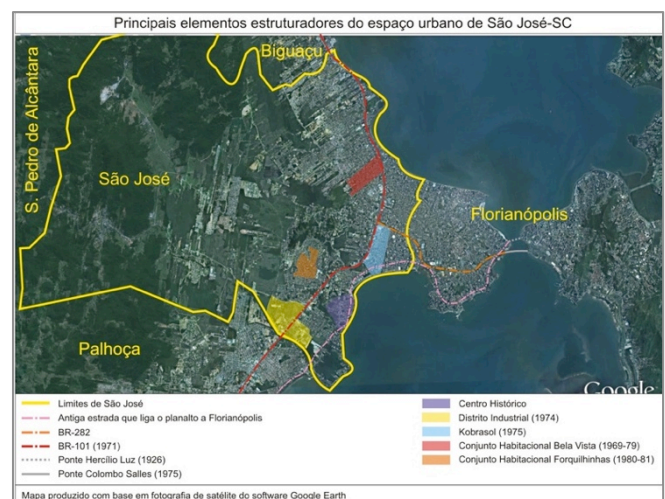 Principais elementos estruturadores do espaço urbano de São José-SC
Biguaçu
S. Pedro de Alcântara
São José
Florianópolis
Palhoça
Google
Limites de São José
Antiga estrada que liga o planalto a Florianópolis
BR-282
BR-101 (1971)
Ponte Hercílio Luz (1926)
Ponte Colombo Salles (1975)
Centro Histórico
Distrito Industrial (1974)
Kobrasol (1975)
Conjunto Habitacional Bela Vista (1969-79)
Conjunto Habitacional Forquilhinhas (1980-81)
Mapa produzido com base em fotografia de satélite do software Google Earth